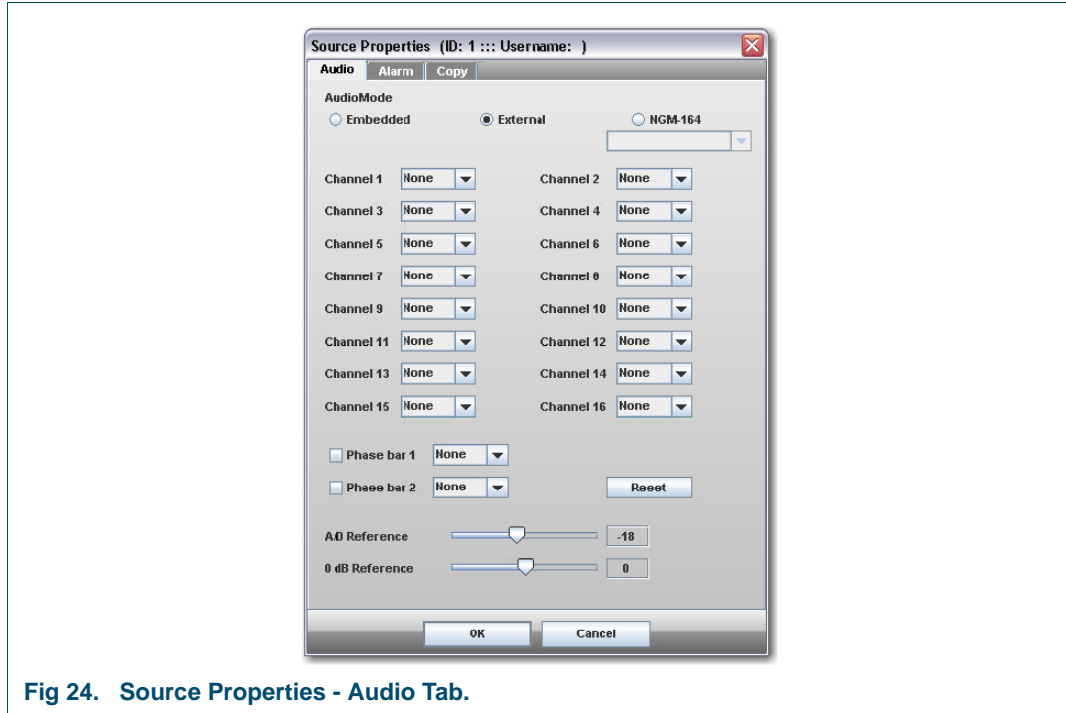 Source Properties (ID: 1 ::: Username: )
Audio Alarm Copy
AudioMode
Embedded External NGM-164
Channel 1 None Channel 2 None
Channel 3 None Channel 4 None
Channel 5 None Channel 6 None
Channel 7 None Channel 8 None
Channel 9 None Channel 10 None
Channel 11 None Channel 12 None
Channel 13 None Channel 14 None
Channel 15 None Channel 16 None
Phase bar 1 None
Phase bar 2 None Reset
A/D Reference -18
0 dB Reference 0
OK Cancel
Fig 24. Source Properties - Audio Tab.